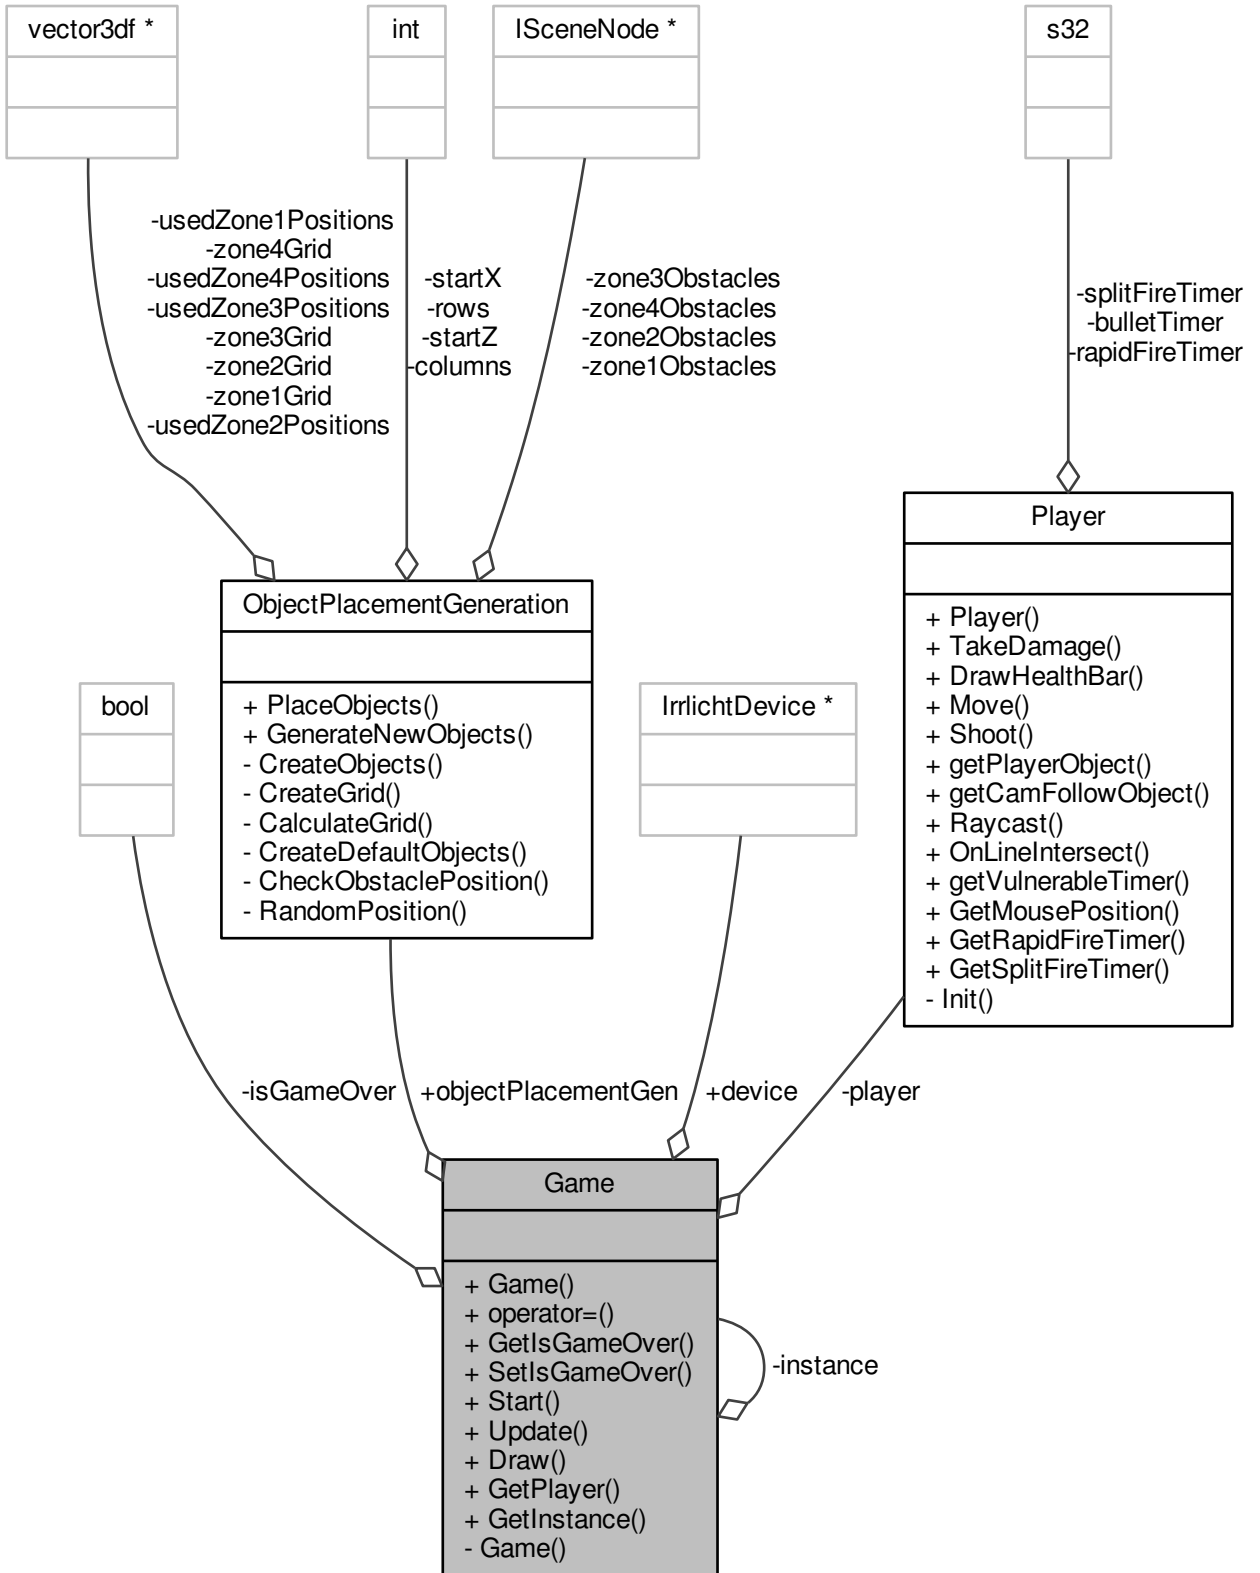 vector3df *
int
ISceneNode *
s32
-usedZone1Positions
-zone4Grid
-usedZone4Positions
-usedZone3Positions
-zone3Grid
-zone2Grid
-zone1Grid
-usedZone2Positions
-startX
-rows
-startZ
-columns
-zone3Obstacles
-zone4Obstacles
-zone2Obstacles
-zone1Obstacles
-splitFireTimer
-bulletTimer
-rapidFireTimer
ObjectPlacementGeneration
+ PlaceObjects()
+ GenerateNewObjects()
- CreateObjects()
- CreateGrid()
- CalculateGrid()
- CreateDefaultObjects()
- CheckObstaclePosition()
- RandomPosition()
Player
+ Player()
+ TakeDamage()
+ DrawHealthBar()
+ Move()
+ Shoot()
+ getPlayerObject()
+ getCamFollowObject()
+ Raycast()
+ OnLineIntersect()
+ getVulnerableTimer()
+ GetMousePosition()
+ GetRapidFireTimer()
+ GetSplitFireTimer()
- Init()
bool
IrrlichtDevice *
-isGameOver
+objectPlacementGen
+device
-player
Game
+ Game()
+ operator=()
+ GetIsGameOver()
+ SetIsGameOver()
+ Start()
+ Update()
+ Draw()
+ GetPlayer()
+ GetInstance()
- Game()
-instance